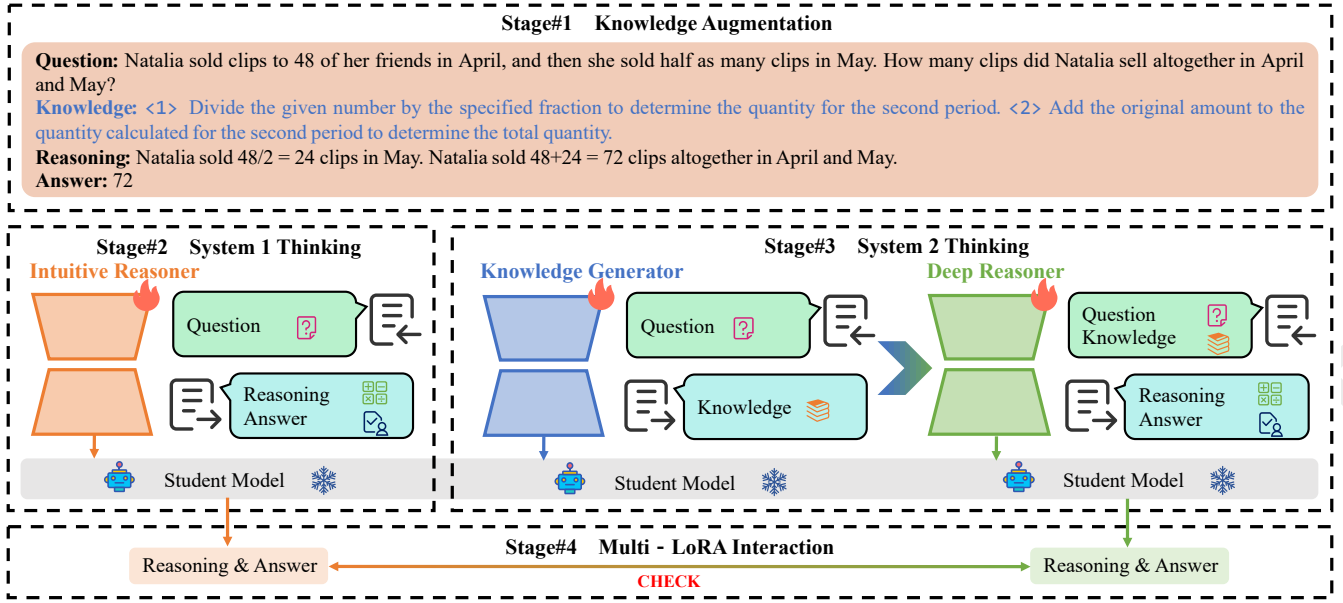 Stage#1 Knowledge Augmentation
Question: Natalia sold clips to 48 of her friends in April, and then she sold half as many clips in May. How many clips did Natalia sell altogether in April
and May?
Knowledge: <1> Divide the given number by the specified fraction to determine the quantity for the second period. <2> Add the original amount to the
quantity calculated for the second period to determine the total quantity.
Reasoning: Natalia sold 48/2 = 24 clips in May. Natalia sold 48+24 = 72 clips altogether in April and May.
Answer: 72
Stage#2 System 1 Thinking
Intuitive Reasoner
Question
Reasoning
Answer
Student Model
Stage#3 System 2 Thinking
Knowledge Generator
Question
Knowledge
Student Model
Deep Reasoner
Question
Knowledge
Reasoning
Answer
Student Model
Stage#4 Multi - LoRA Interaction
Reasoning & Answer
CHECK
Reasoning & Answer